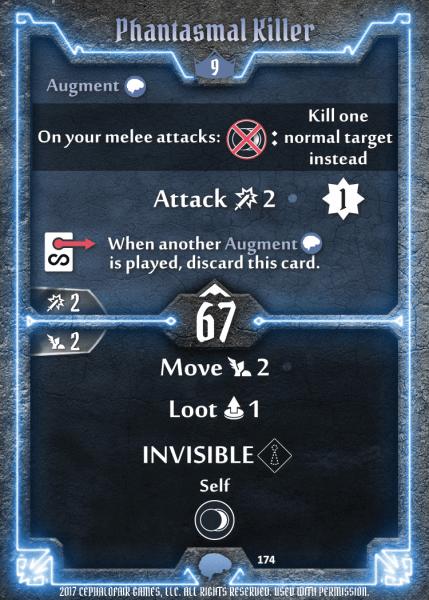 Phantasmal Killer
9
Augment
On your melee attacks: : Kill one
normal target
instead
Attack 2 1
When another Augment
is played, discard this card.
2
67
2
Move 2
Loot 1
INVISIBLE
Self
174
2017 CEPHALOFAIR GAMES, LLC. ALL RIGHTS RESERVED. USED WITH PERMISSION.